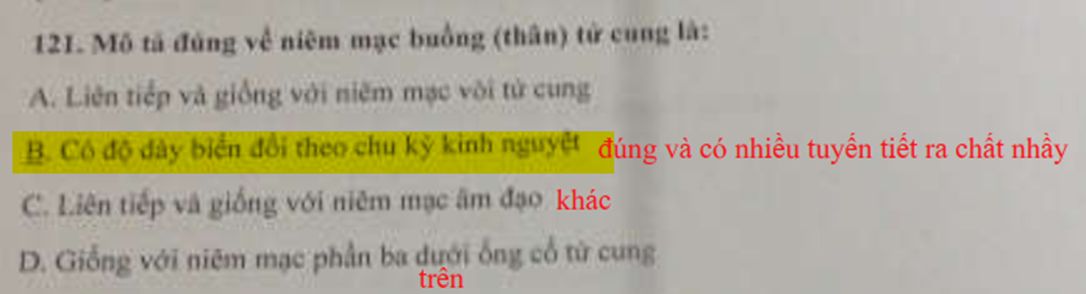 121. Mô tả đúng về niêm mạc buồng (thân) tử cung là:
A. Liên tiếp và giống với niêm mạc vòi tử cung
B. Có độ dày biến đổi theo chu kỳ kinh nguyệt đúng và có nhiều tuyến tiết ra chất nhầy
C. Liên tiếp và giống với niêm mạc âm đạo khác
D. Giống với niêm mạc phần ba dưới ống cổ tử cung
trên